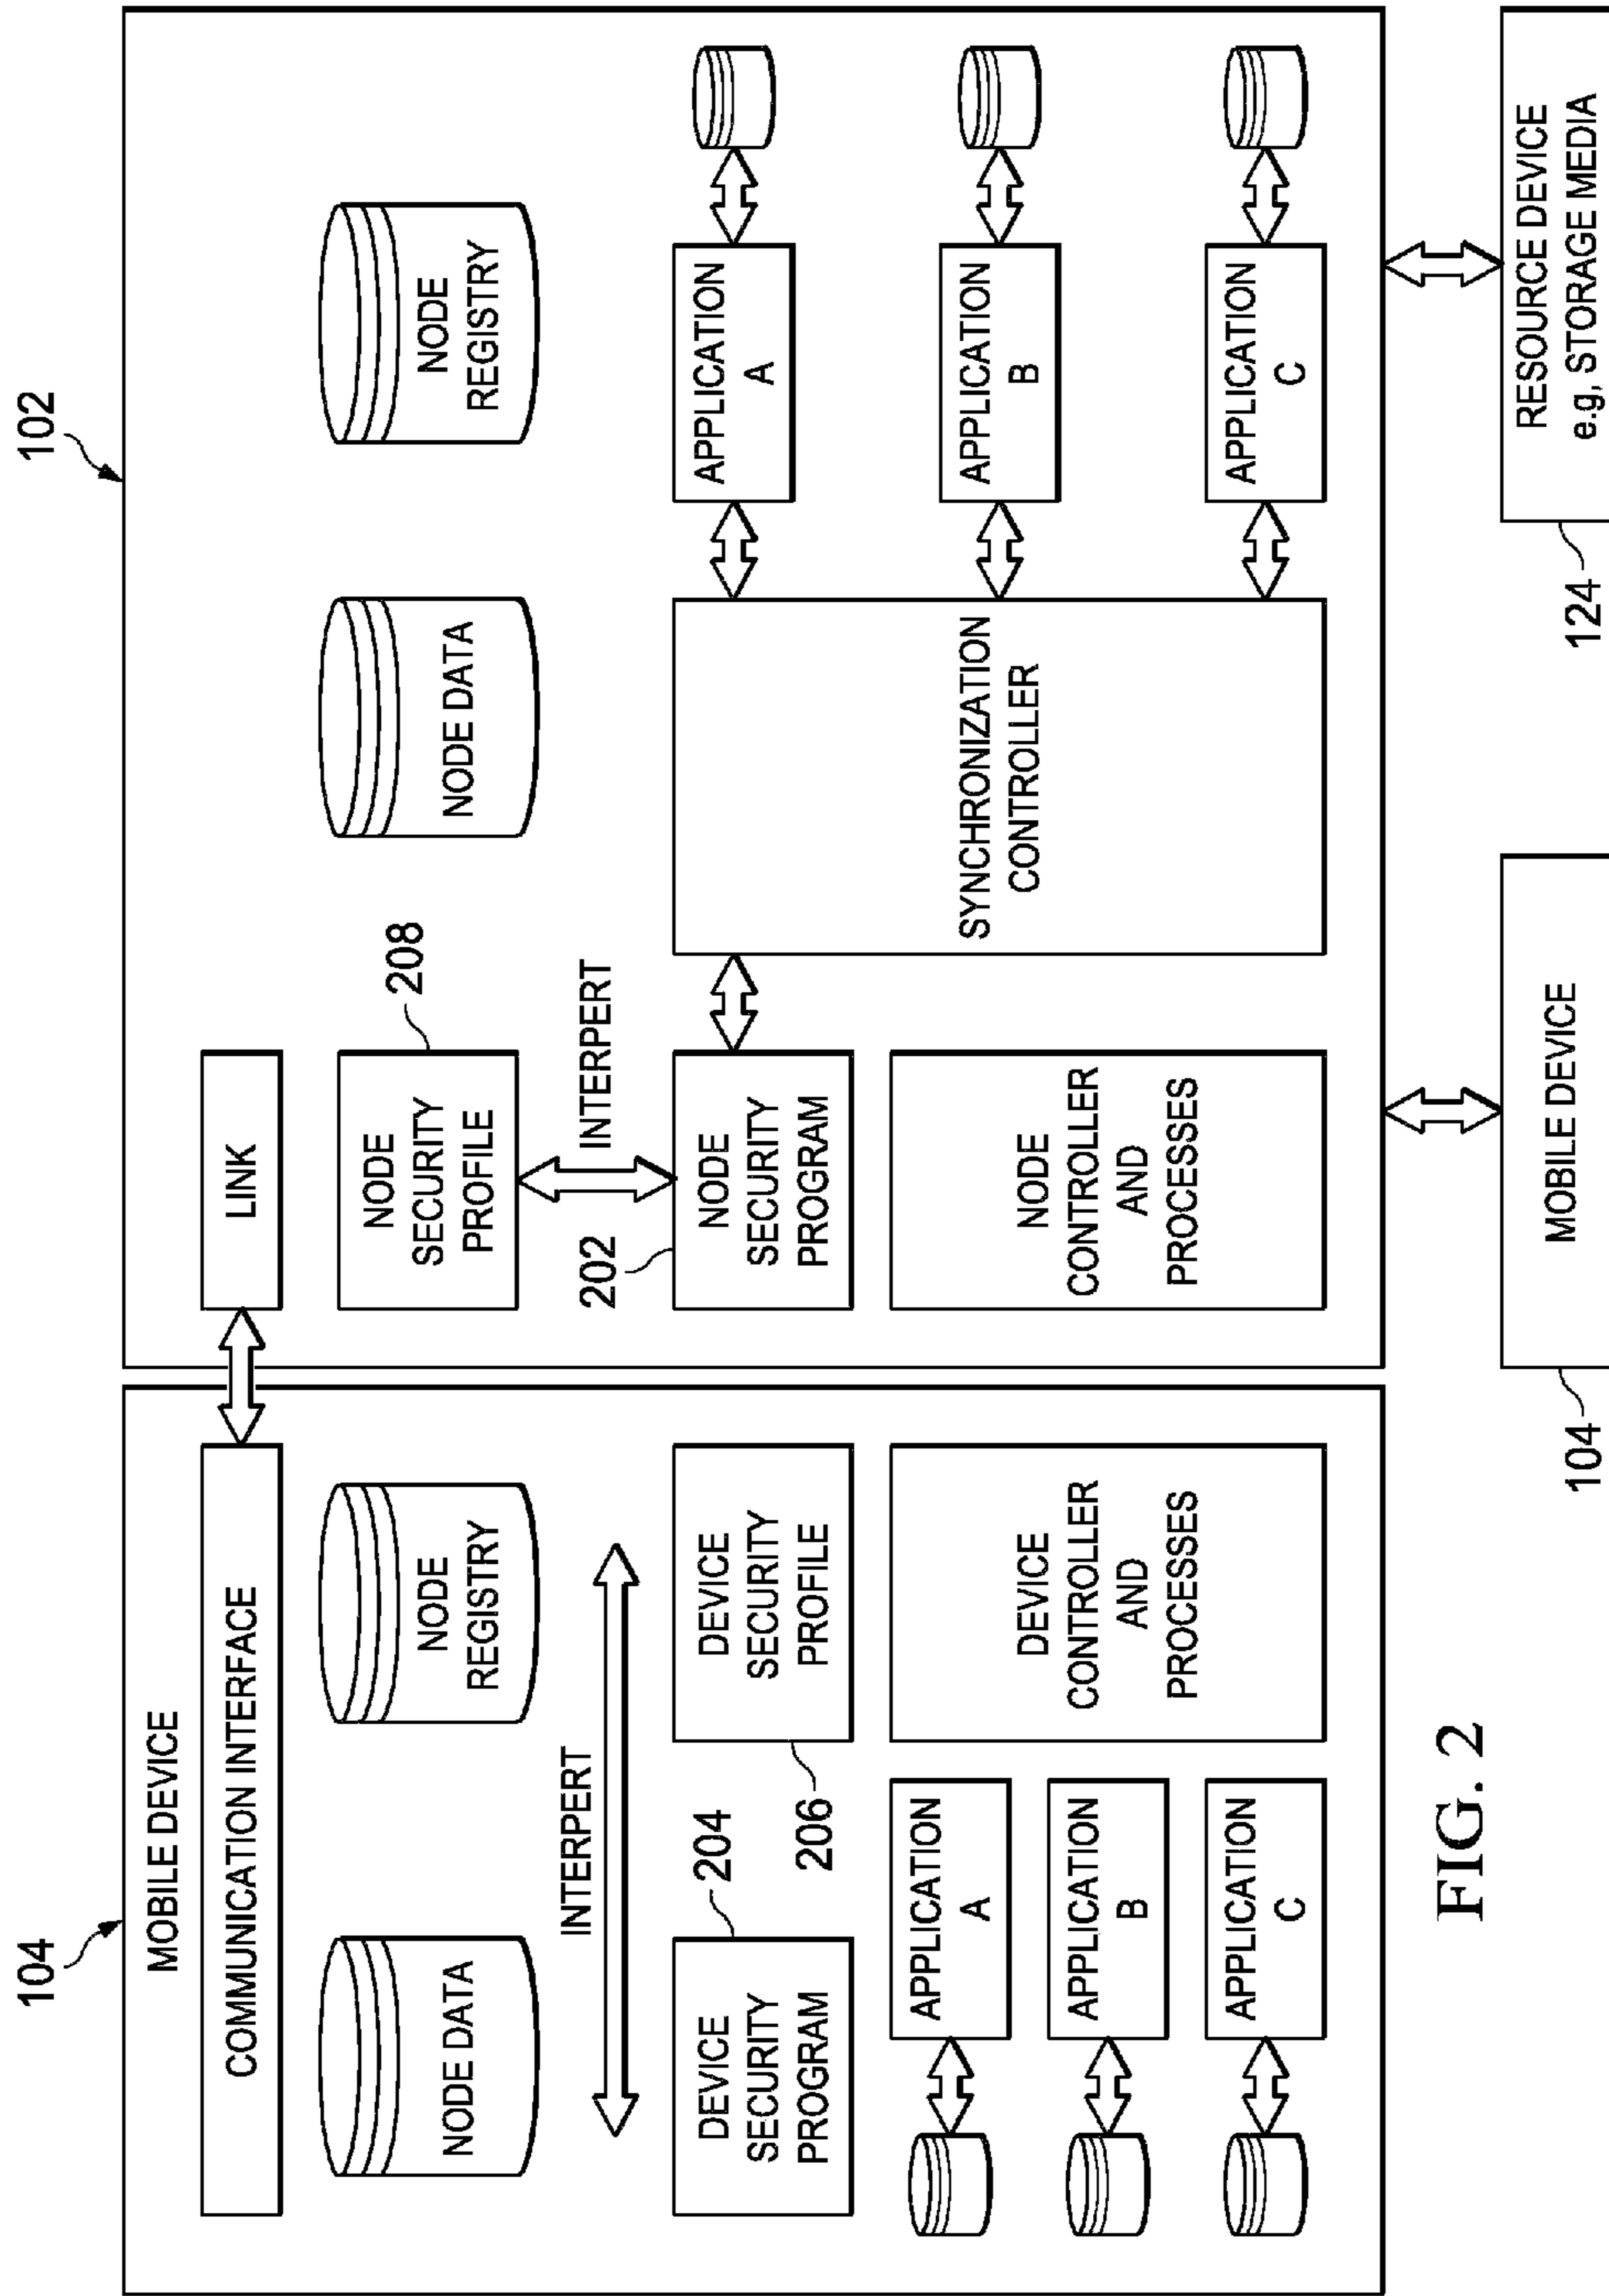 104
MOBILE DEVICE
COMMUNICATION INTERFACE
NODE DATA
NODE
REGISTRY
INTERPERT
DEVICE
SECURITY
PROGRAM
204
DEVICE
SECURITY
PROFILE
206
APPLICATION
A
APPLICATION
B
APPLICATION
C
DEVICE
CONTROLLER
AND
PROCESSES
102
LINK
NODE
SECURITY
PROFILE
208
INTERPERT
202
NODE
SECURITY
PROGRAM
NODE
CONTROLLER
AND
PROCESSES
NODE DATA
NODE
REGISTRY
SYNCHRONIZATION
CONTROLLER
APPLICATION
A
APPLICATION
B
APPLICATION
C
104
MOBILE DEVICE
124
RESOURCE DEVICE
e.g, STORAGE MEDIA
FIG. 2